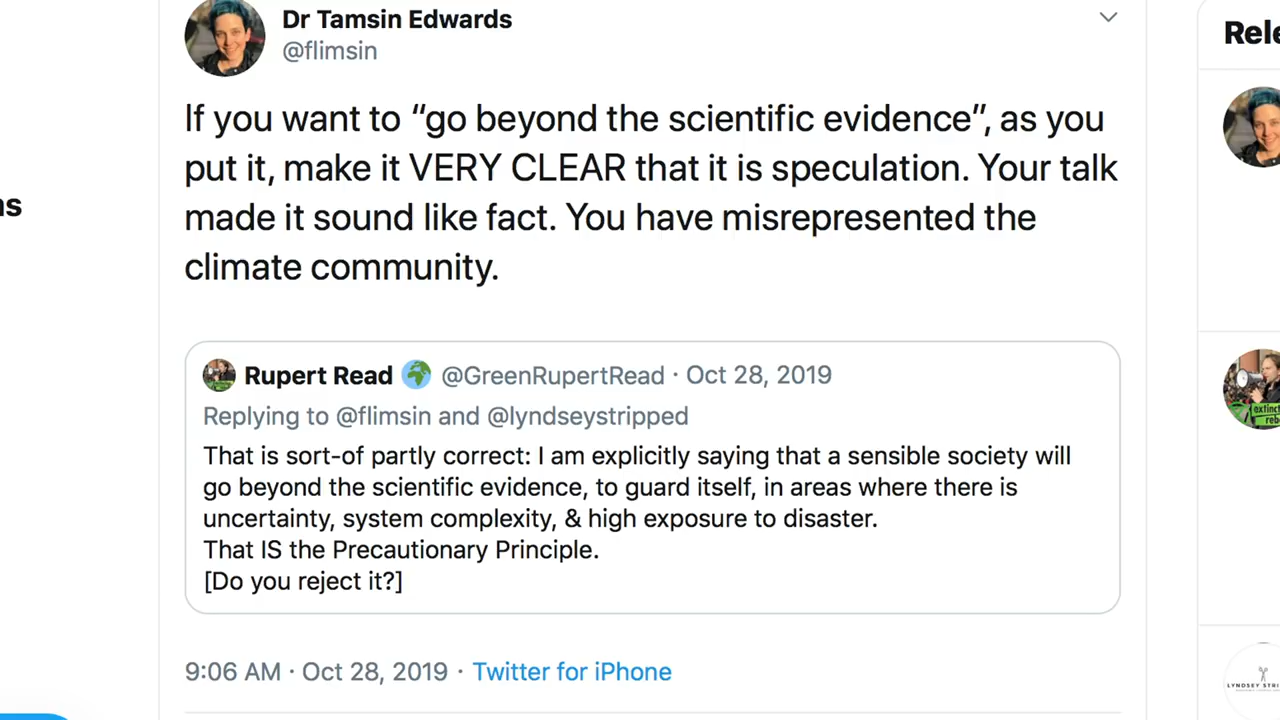 Dr Tamsin Edwards
@flimsin
If you want to “go beyond the scientific evidence”, as you
put it, make it VERY CLEAR that it is speculation. Your talk
made it sound like fact. You have misrepresented the
climate community.
Rupert Read @GreenRupertRead · Oct 28, 2019
Replying to @flimsin and @lyndseystripped
That is sort-of partly correct: I am explicitly saying that a sensible society will
go beyond the scientific evidence, to guard itself, in areas where there is
uncertainty, system complexity, & high exposure to disaster.
That IS the Precautionary Principle.
[Do you reject it?]
9:06 AM · Oct 28, 2019 · Twitter for iPhone